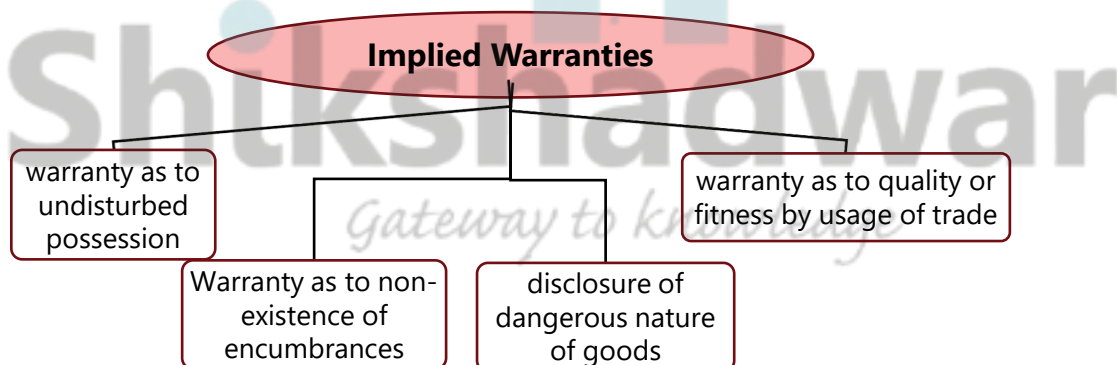 Shikshadwar
Gateway to knowledge
Implied Warranties
warranty as to
undisturbed
possession
Warranty as to non-
existence of
encumbrances
disclosure of
dangerous nature
of goods
warranty as to quality or
fitness by usage of trade